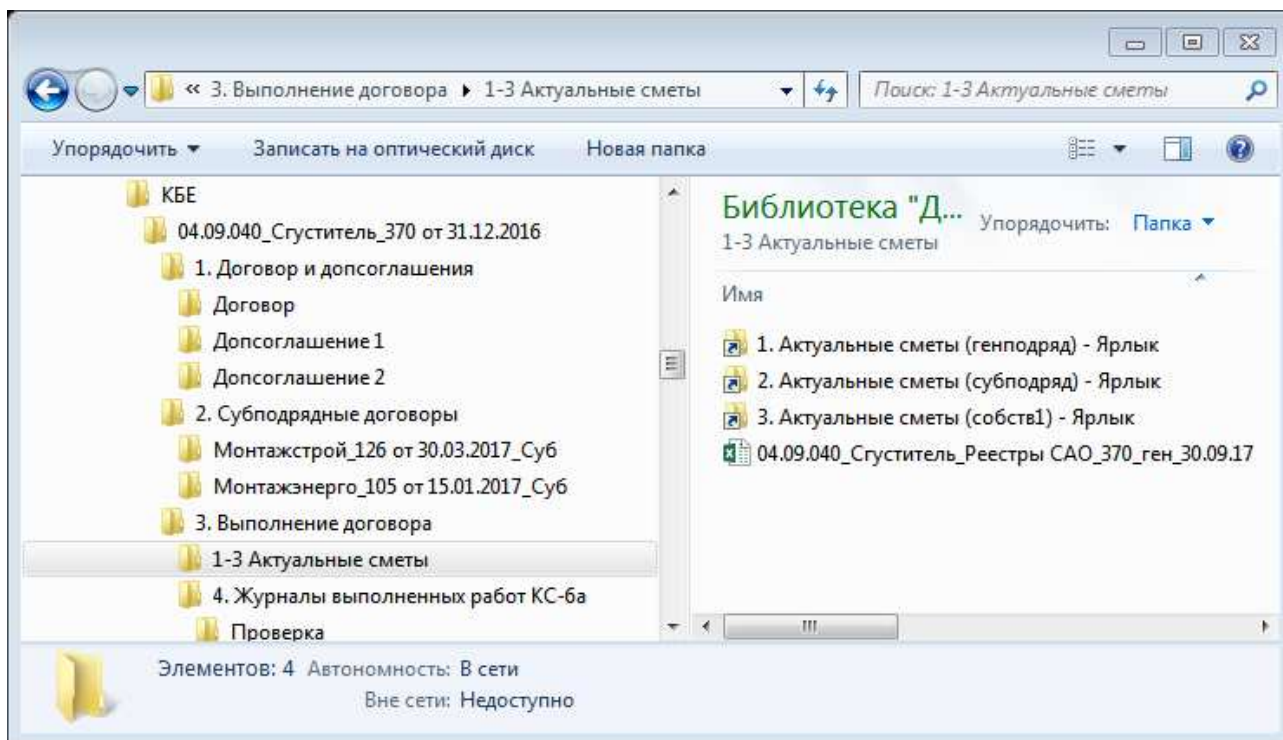 « 3. Выполнение договора ▸ 1-3 Актуальные сметы
Поиск: 1-3 Актуальные сметы
Упорядочить Записать на оптический диск Новая папка
КБЕ
04.09.040_Сгуститель_370 от 31.12.2016
1. Договор и допсоглашения
Договор
Допсоглашение 1
Допсоглашение 2
2. Субподрядные договоры
Монтажстрой_126 от 30.03.2017_Суб
Монтажэнерго_105 от 15.01.2017_Суб
3. Выполнение договора
1-3 Актуальные сметы
4. Журналы выполненных работ КС-6а
Проверка
Библиотека "Д...
1-3 Актуальные сметы
Упорядочить: Папка
Имя
1. Актуальные сметы (генподряд) - Ярлык
2. Актуальные сметы (субподряд) - Ярлык
3. Актуальные сметы (собств1) - Ярлык
04.09.040_Сгуститель_Реестры САО_370_ген_30.09.17
Элементов: 4 Автономность: В сети
Вне сети: Недоступно